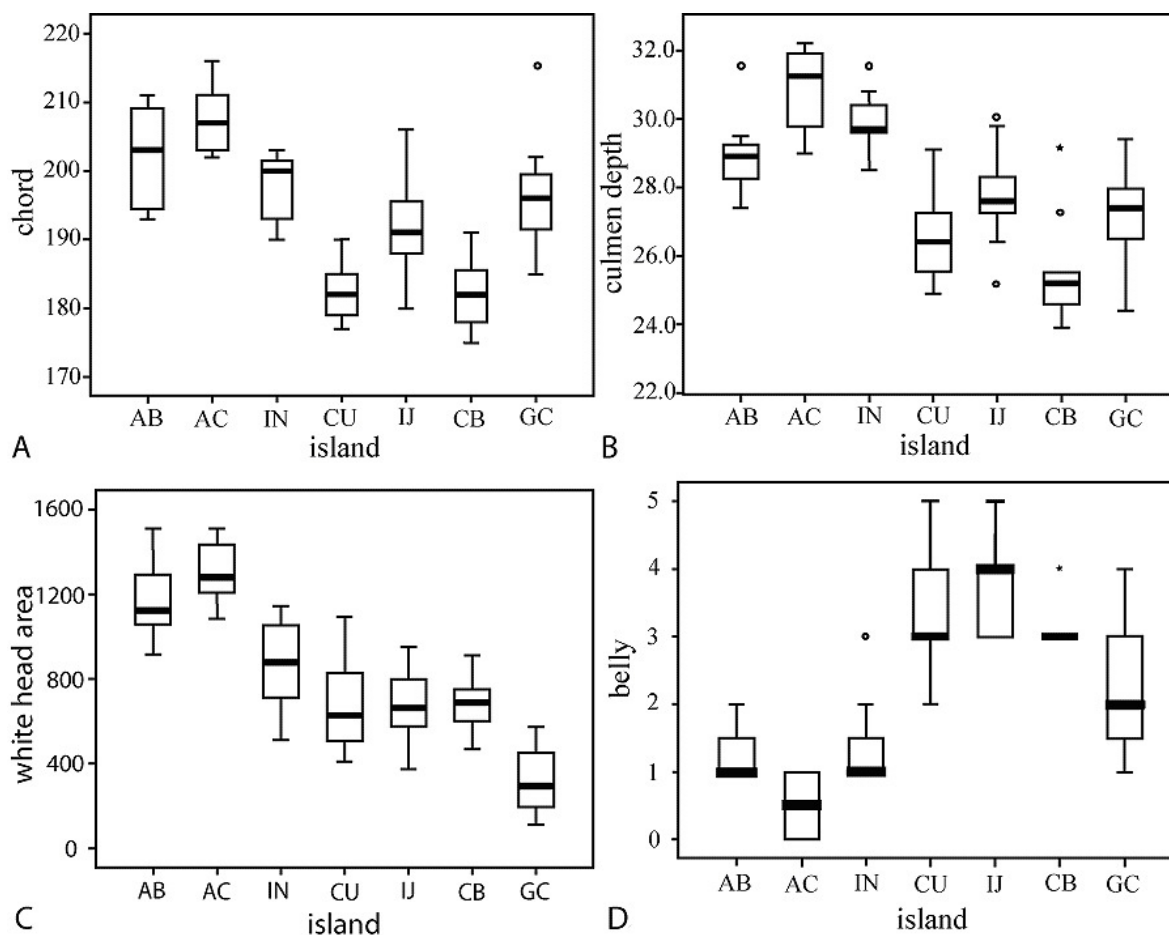 220
210
200
190
180
170
chord
AB AC IN CU IJ CB GC
island
A
32.0
30.0
28.0
26.0
24.0
22.0
culmen depth
AB AC IN CU IJ CB GC
island
B
1600
1200
800
400
0
white head area
AB AC IN CU IJ CB GC
island
C
5
4
3
2
1
0
belly
AB AC IN CU IJ CB GC
island
D